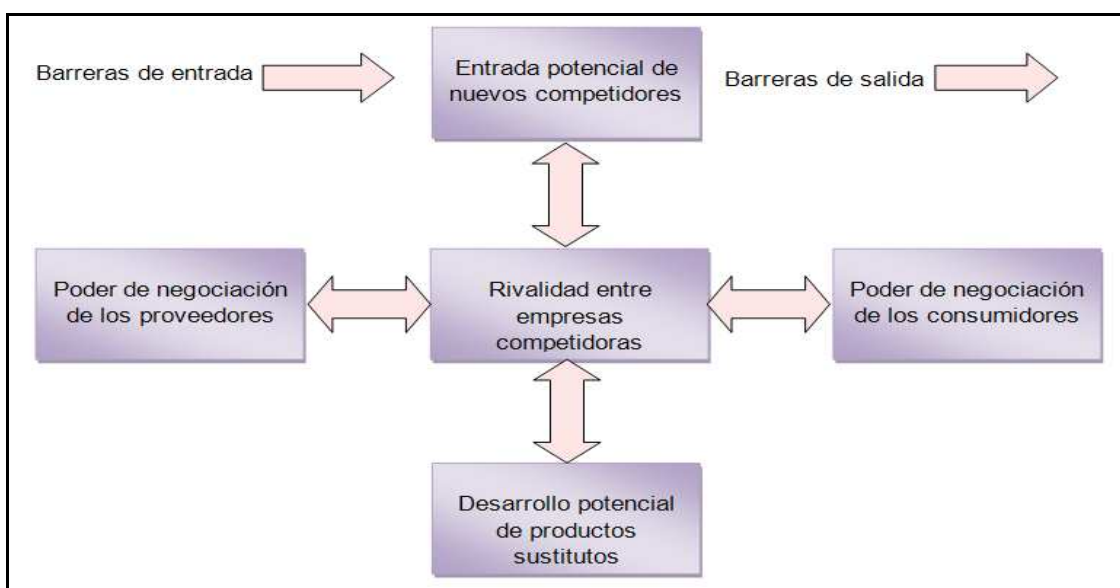 Barreras de entrada
Entrada potencial de
nuevos competidores
Barreras de salida
Poder de negociación
de los proveedores
Rivalidad entre
empresas
competidoras
Poder de negociación
de los consumidores
Desarrollo potencial
de productos
sustitutos